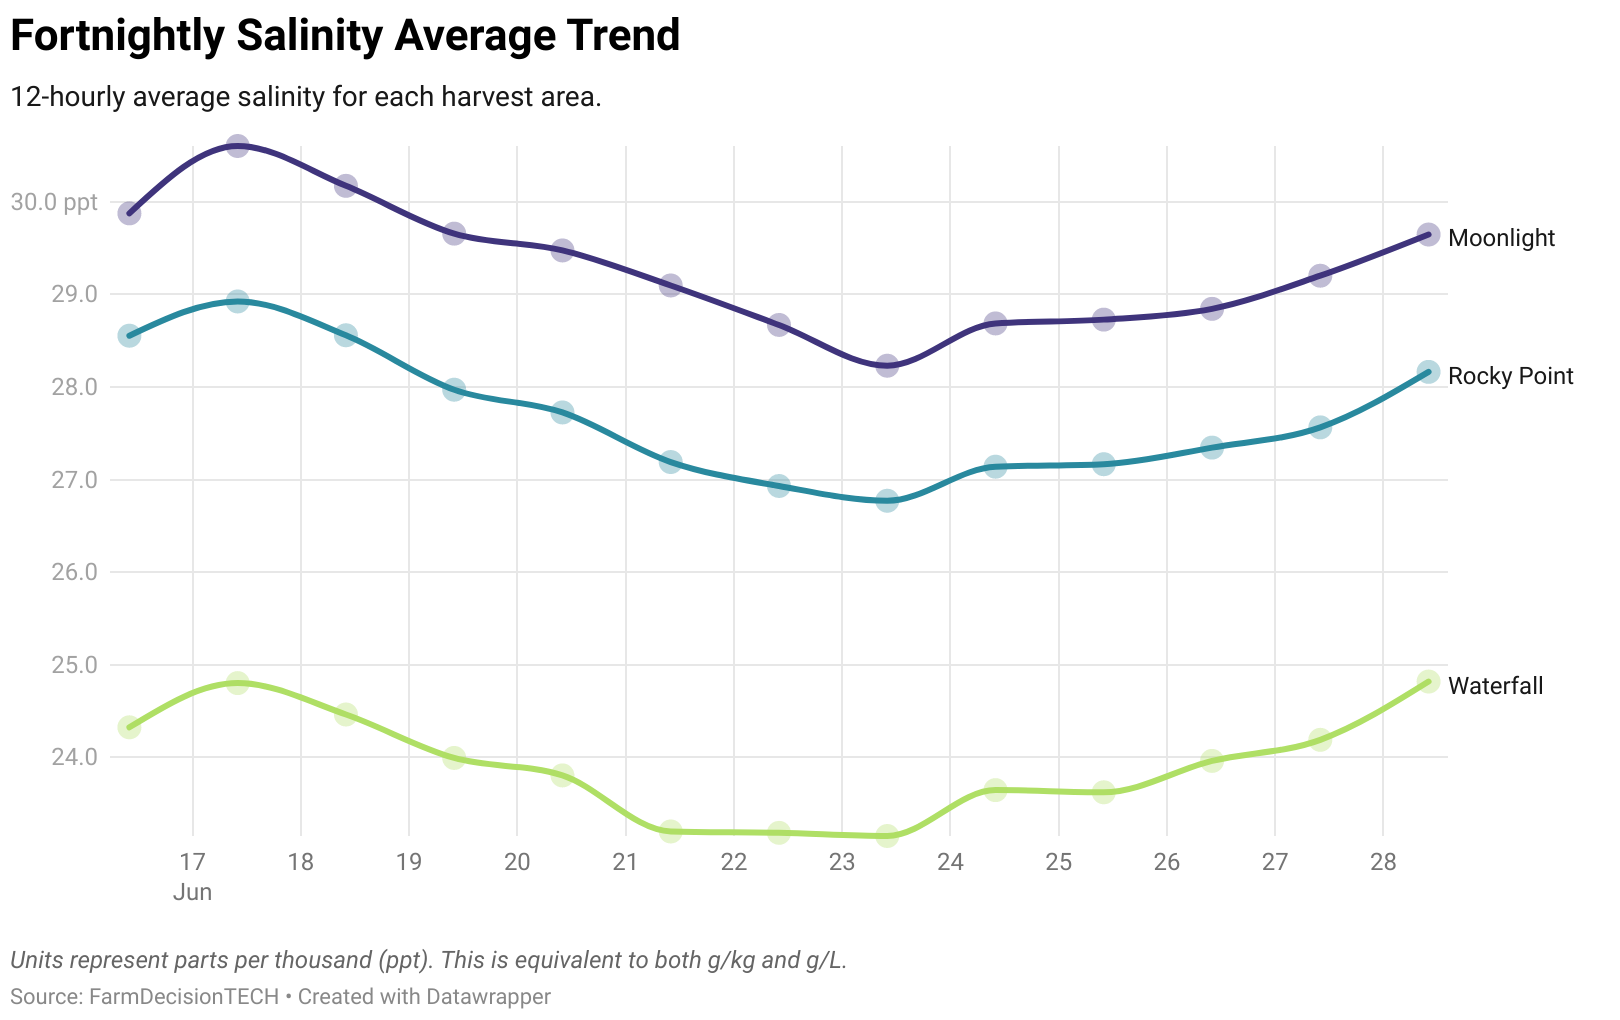 Fortnightly Salinity Average Trend
12-hourly average salinity for each harvest area.
30.0 ppt
29.0
28.0
27.0
26.0
25.0
24.0
Moonlight
Rocky Point
Waterfall
17 18 19 20 21 22 23 24 25 26 27 28
Jun
Units represent parts per thousand (ppt). This is equivalent to both g/kg and g/L.
Source: FarmDecisionTECH • Created with Datawrapper